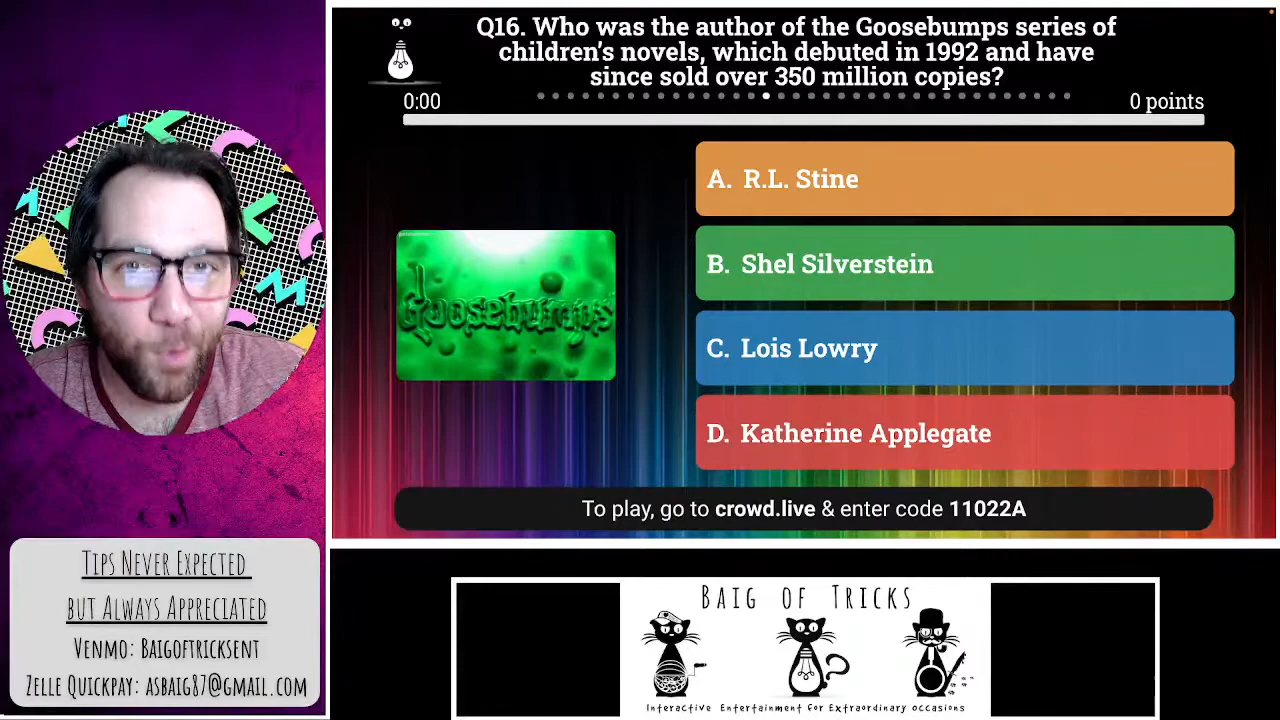 Q16. Who was the author of the Goosebumps series of
children's novels, which debuted in 1992 and have
since sold over 350 million copies?
0:00
0 points
A. R.L. Stine
B. Shel Silverstein
C. Lois Lowry
D. Katherine Applegate
Goosebumps
To play, go to crowd.live & enter code 11022A
Tips Never Expected
but Always Appreciated
Venmo: Baigoftricksent
Zelle Quickpay: asbaig87@gmail.com
Baig of Tricks
Interactive Entertainment for Extraordinary Occasions